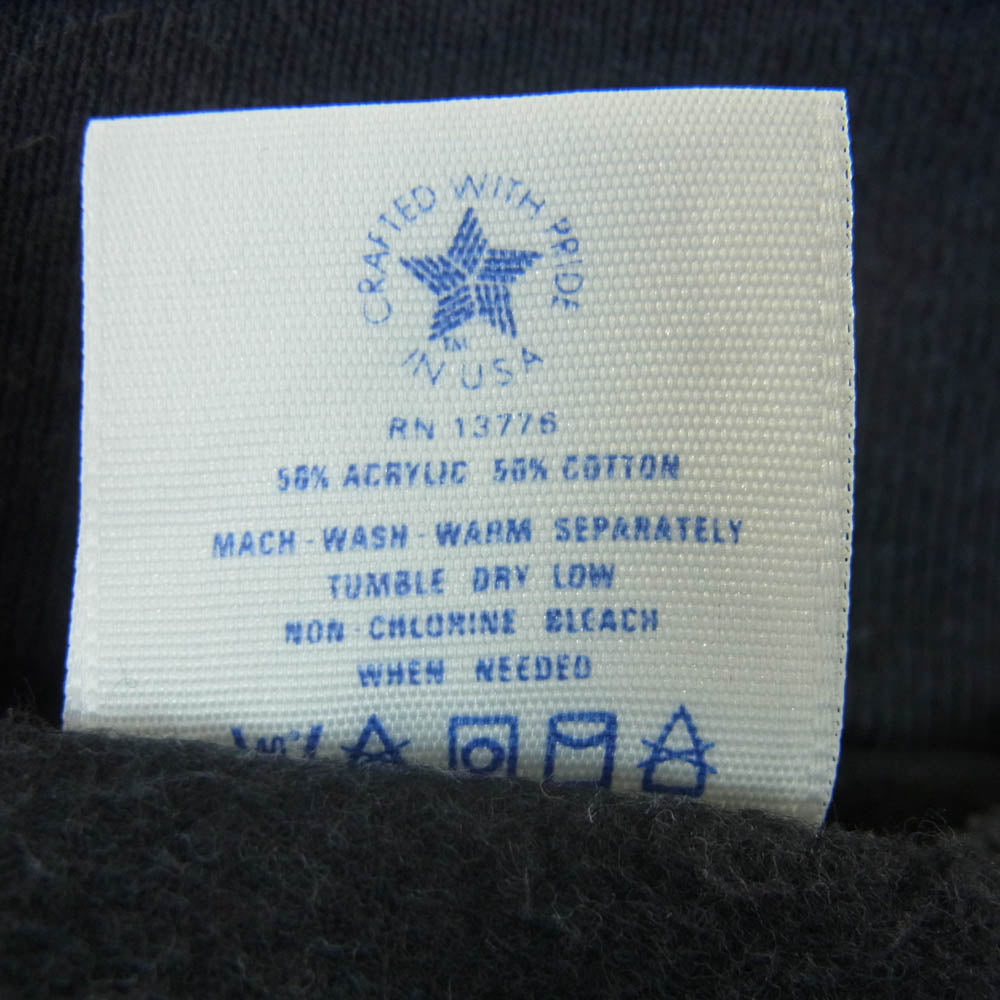 CRAFTED WITH PRIDE
IN USA
TM
RN 13776
50% ACRYLIC 50% COTTON
MACH-WASH-WARM SEPARATELY
TUMBLE DRY LOW
NON-CHLORINE BLEACH
WHEN NEEDED